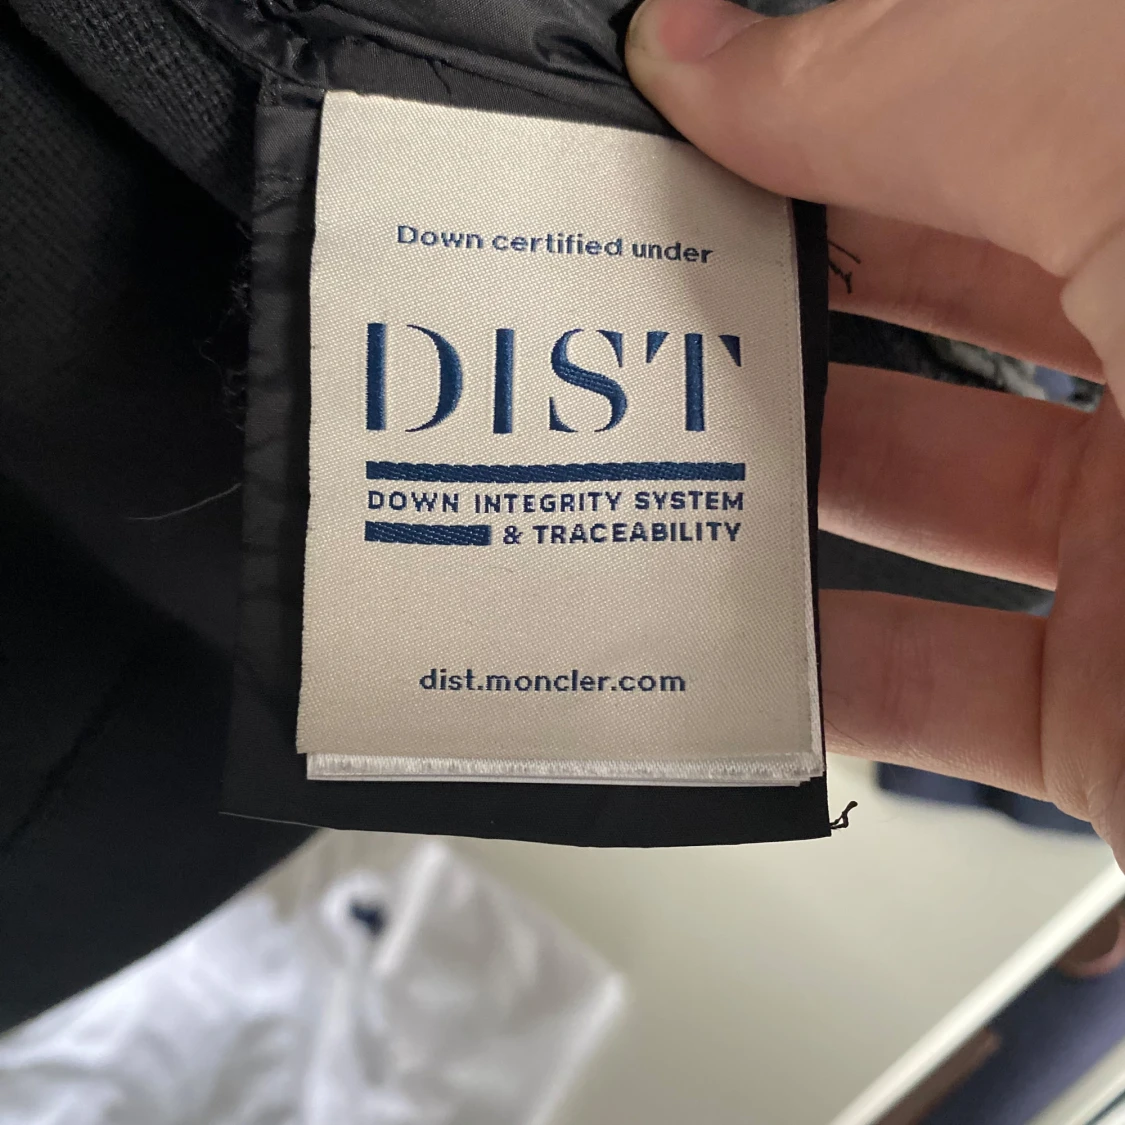 Down certified under
DIST
DOWN INTEGRITY SYSTEM
& TRACEABILITY
dist.moncler.com